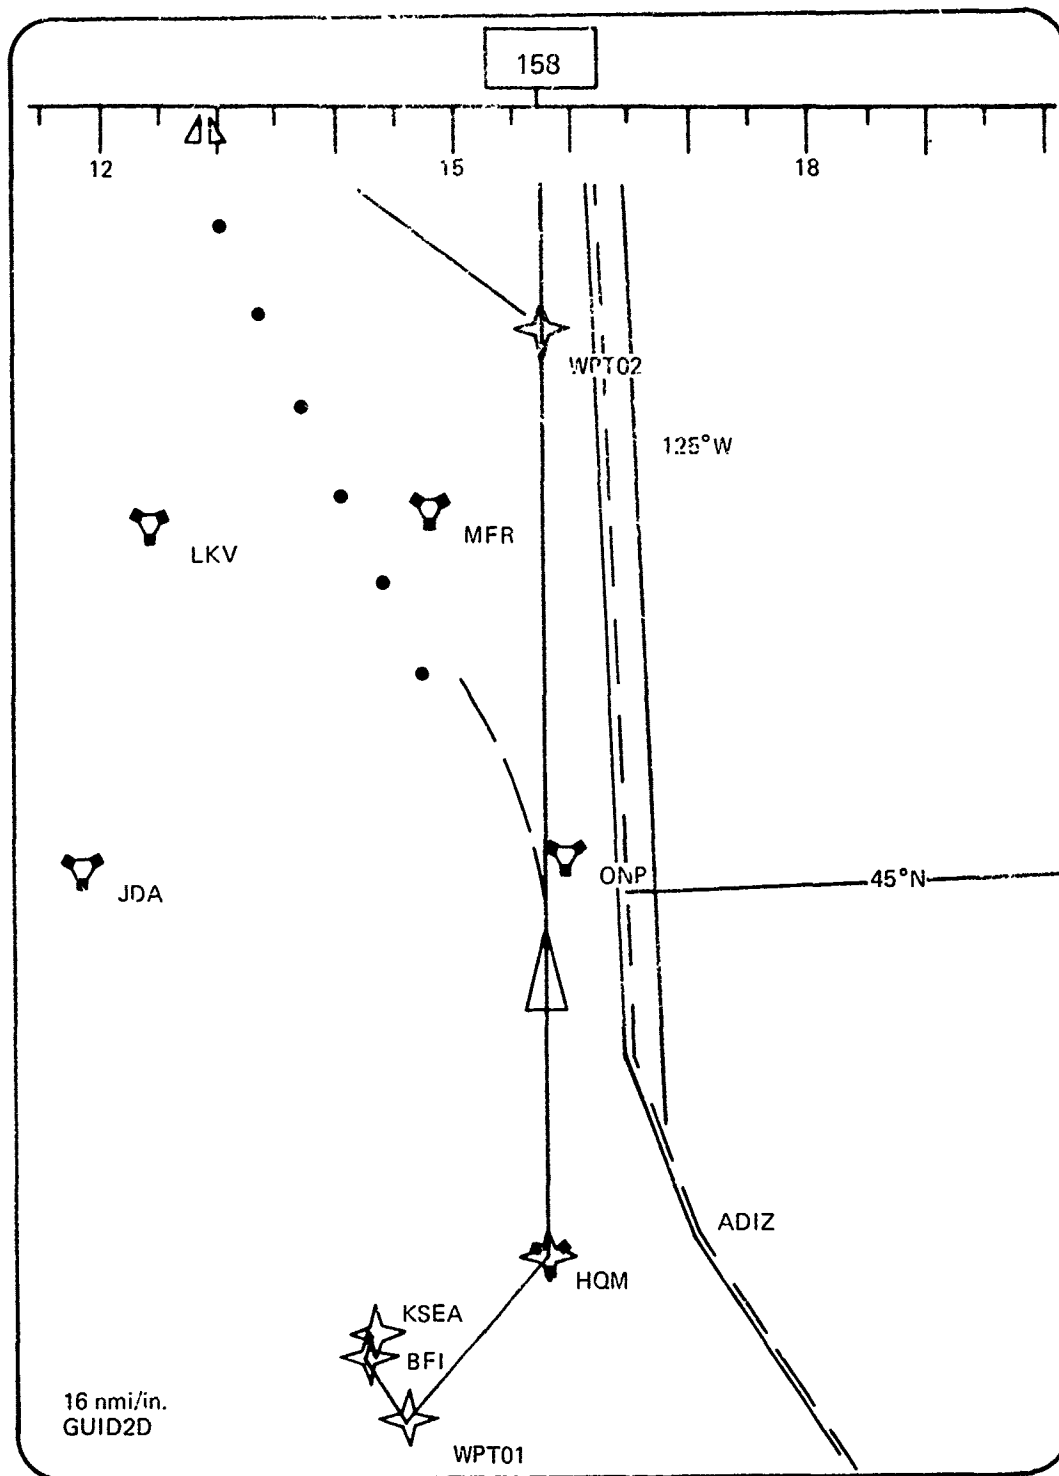 158
12 15 18
WPT02
125°W
MFR
LKV
ONP
45°N
JDA
ADIZ
HQM
KSEA
BFI
16 nmi/in.
GUID2D
WPT01